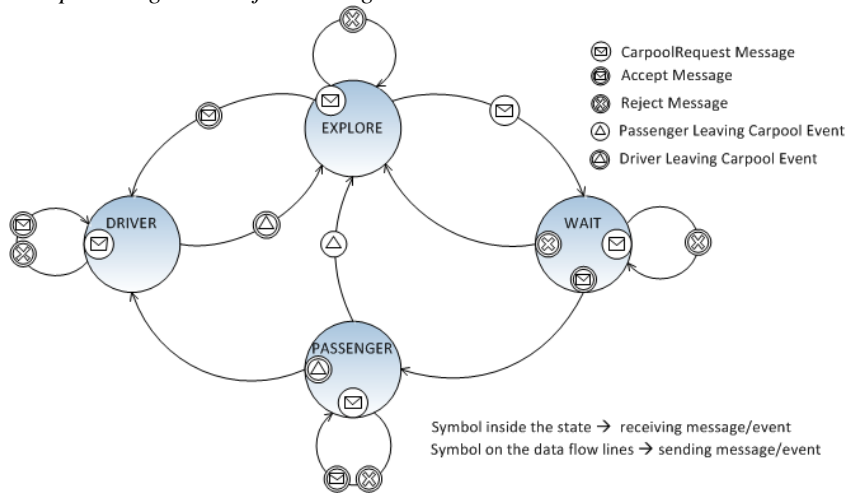 CarpoolRequest Message
Accept Message
Reject Message
Passenger Leaving Carpool Event
Driver Leaving Carpool Event
EXPLORE
DRIVER
WAIT
PASSENGER
Symbol inside the state → receiving message/event
Symbol on the data flow lines → sending message/event